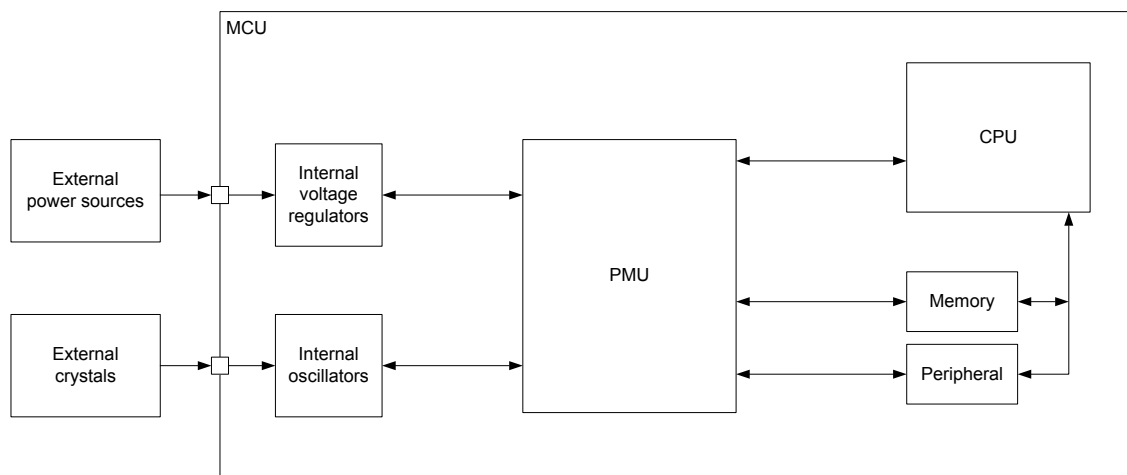 MCU
CPU
External
power sources
Internal
voltage
regulators
PMU
Memory
External
crystals
Internal
oscillators
Peripheral